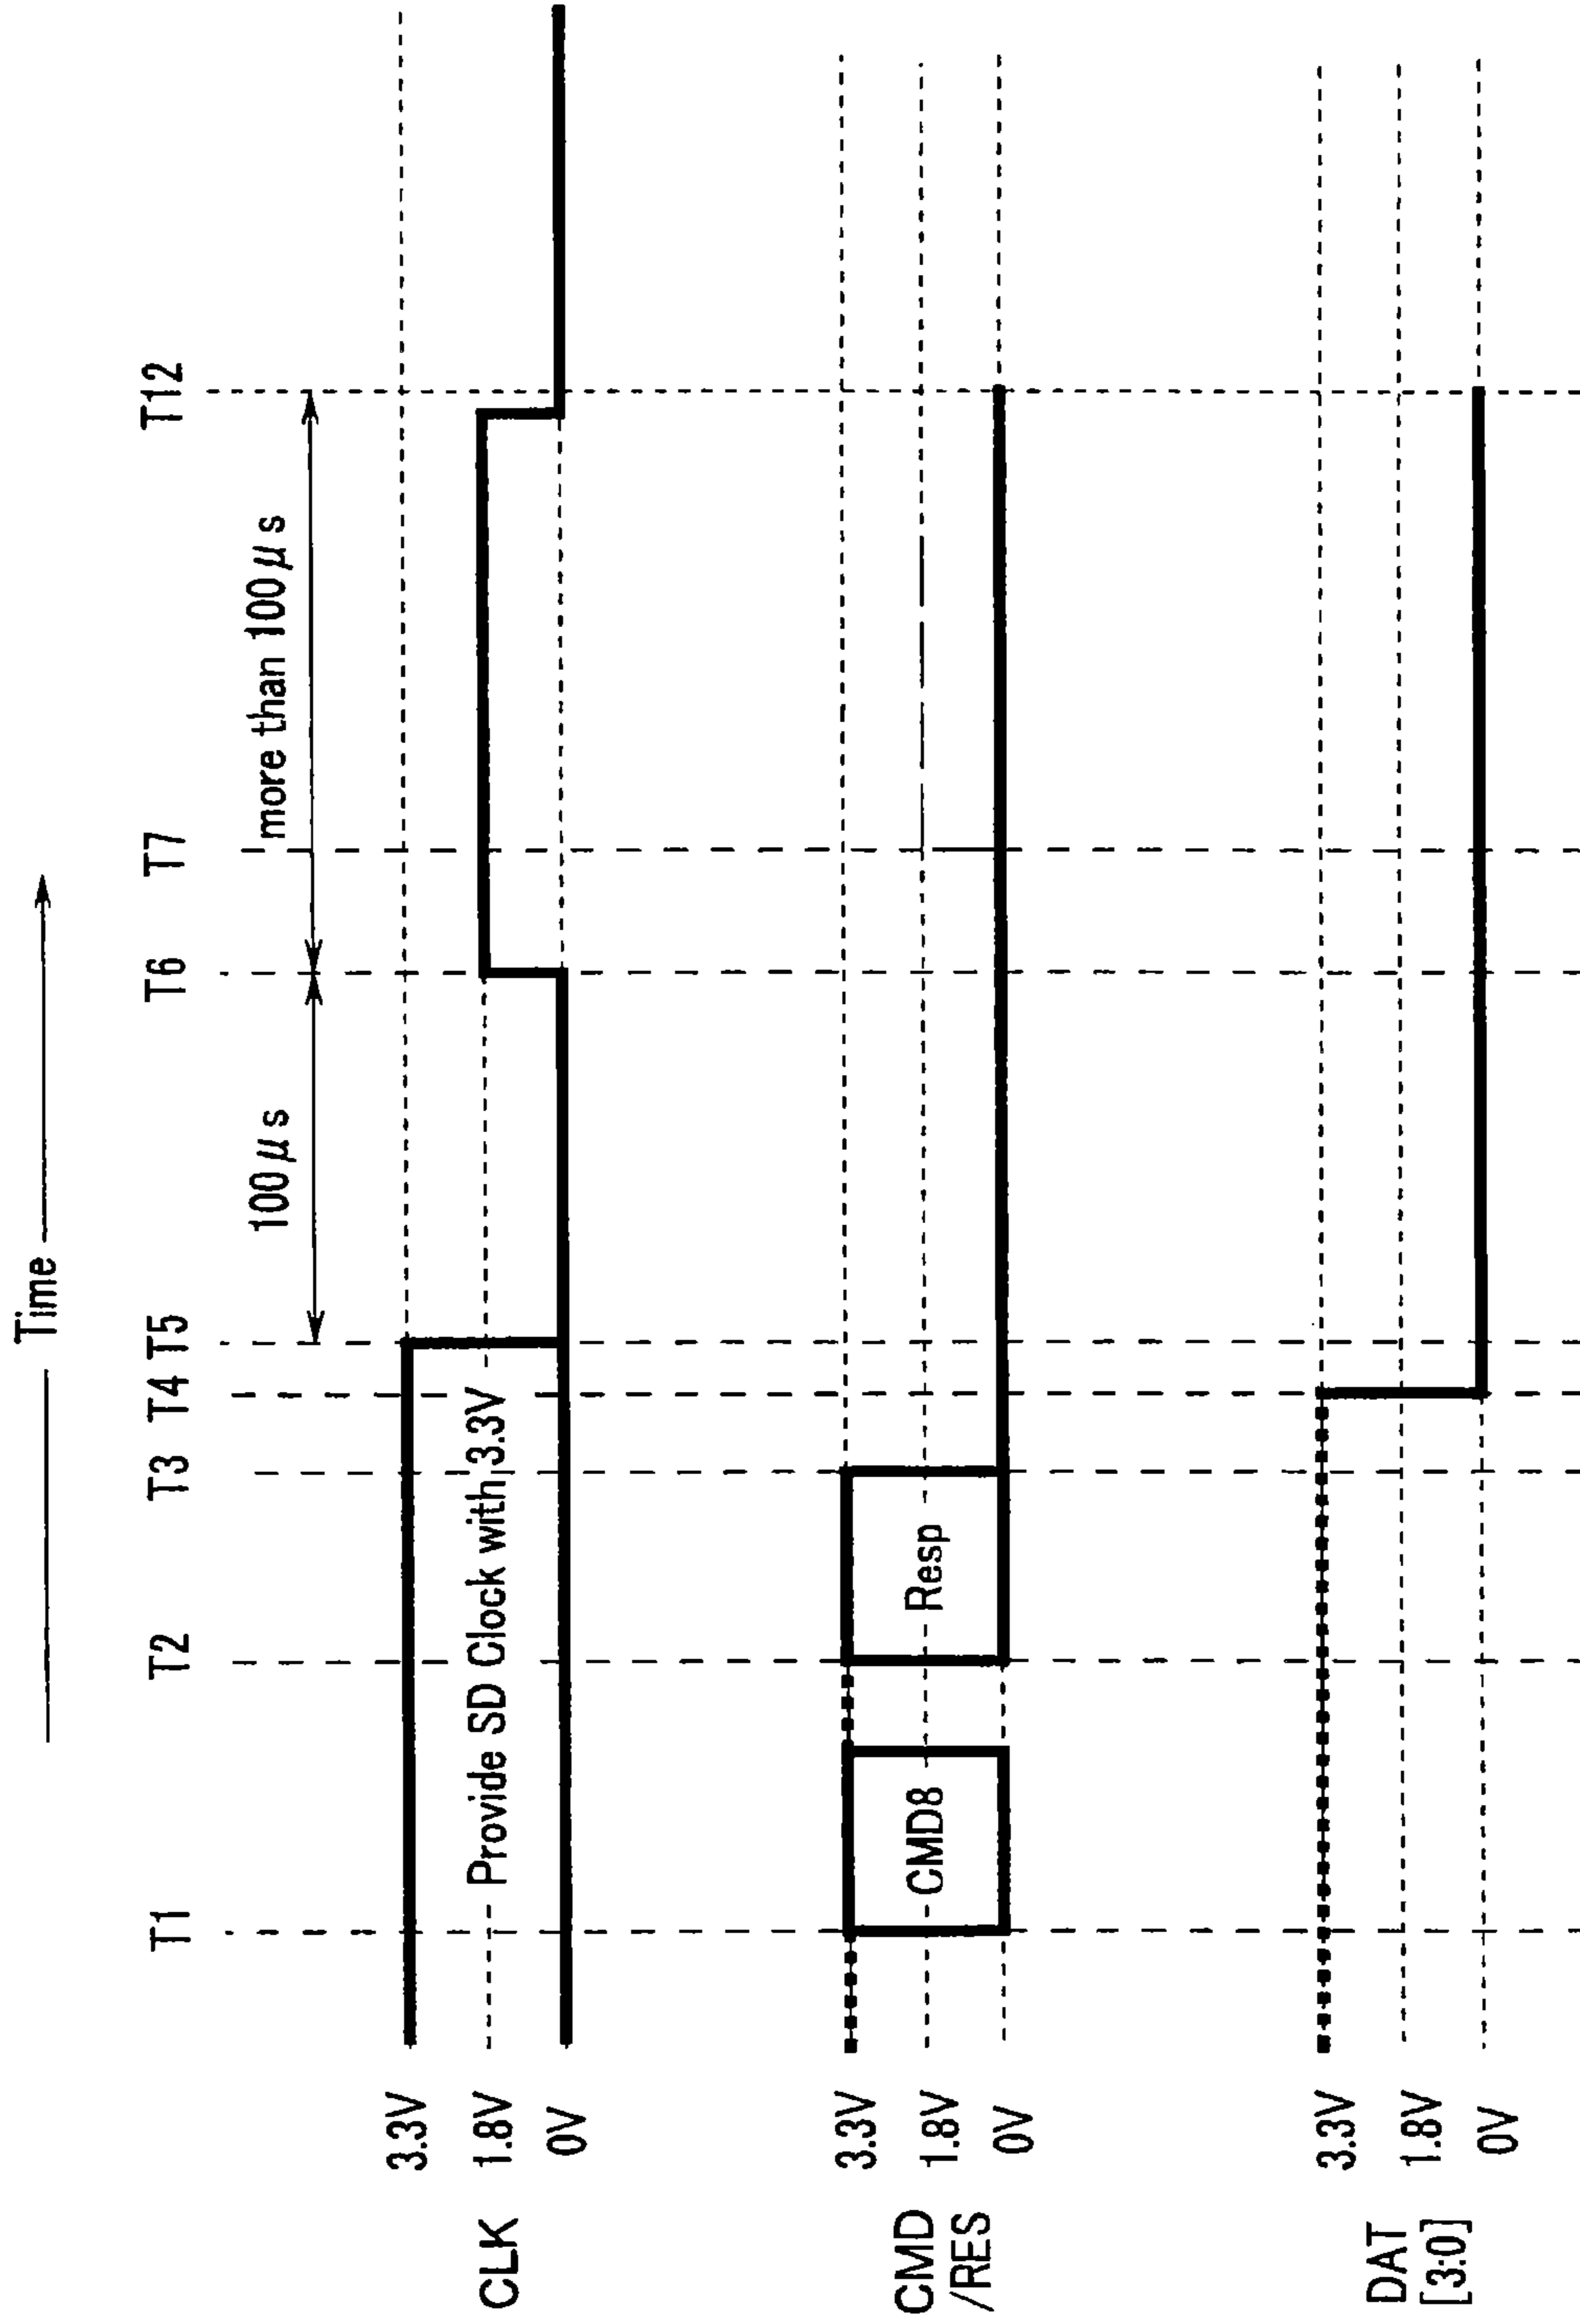 Time
T1 T2 T3 T4 T5 T6 T7 T12
100μs
more than 100μs
CLK
3.3V
1.8V
0V
Provide SD Clock with 3.3V
CMD
/RES
3.3V
1.8V
0V
CMD8
Resp
DAT
[3:0]
3.3V
1.8V
0V